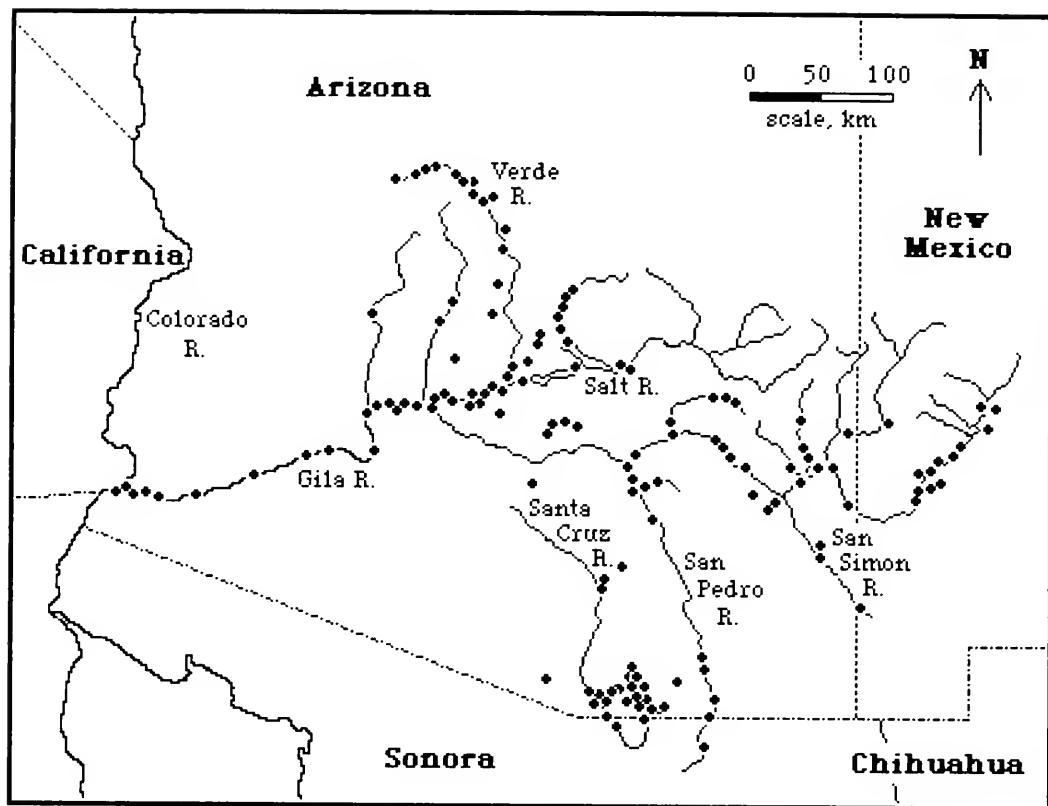 Arizona
0 50 100
scale, km
N
Verde
R.
New
Mexico
California
Colorado
R.
Salt R.
Gila R.
Santa
Cruz
R.
San
Pedro
R.
San
Simon
R.
Sonora
Chihuahua